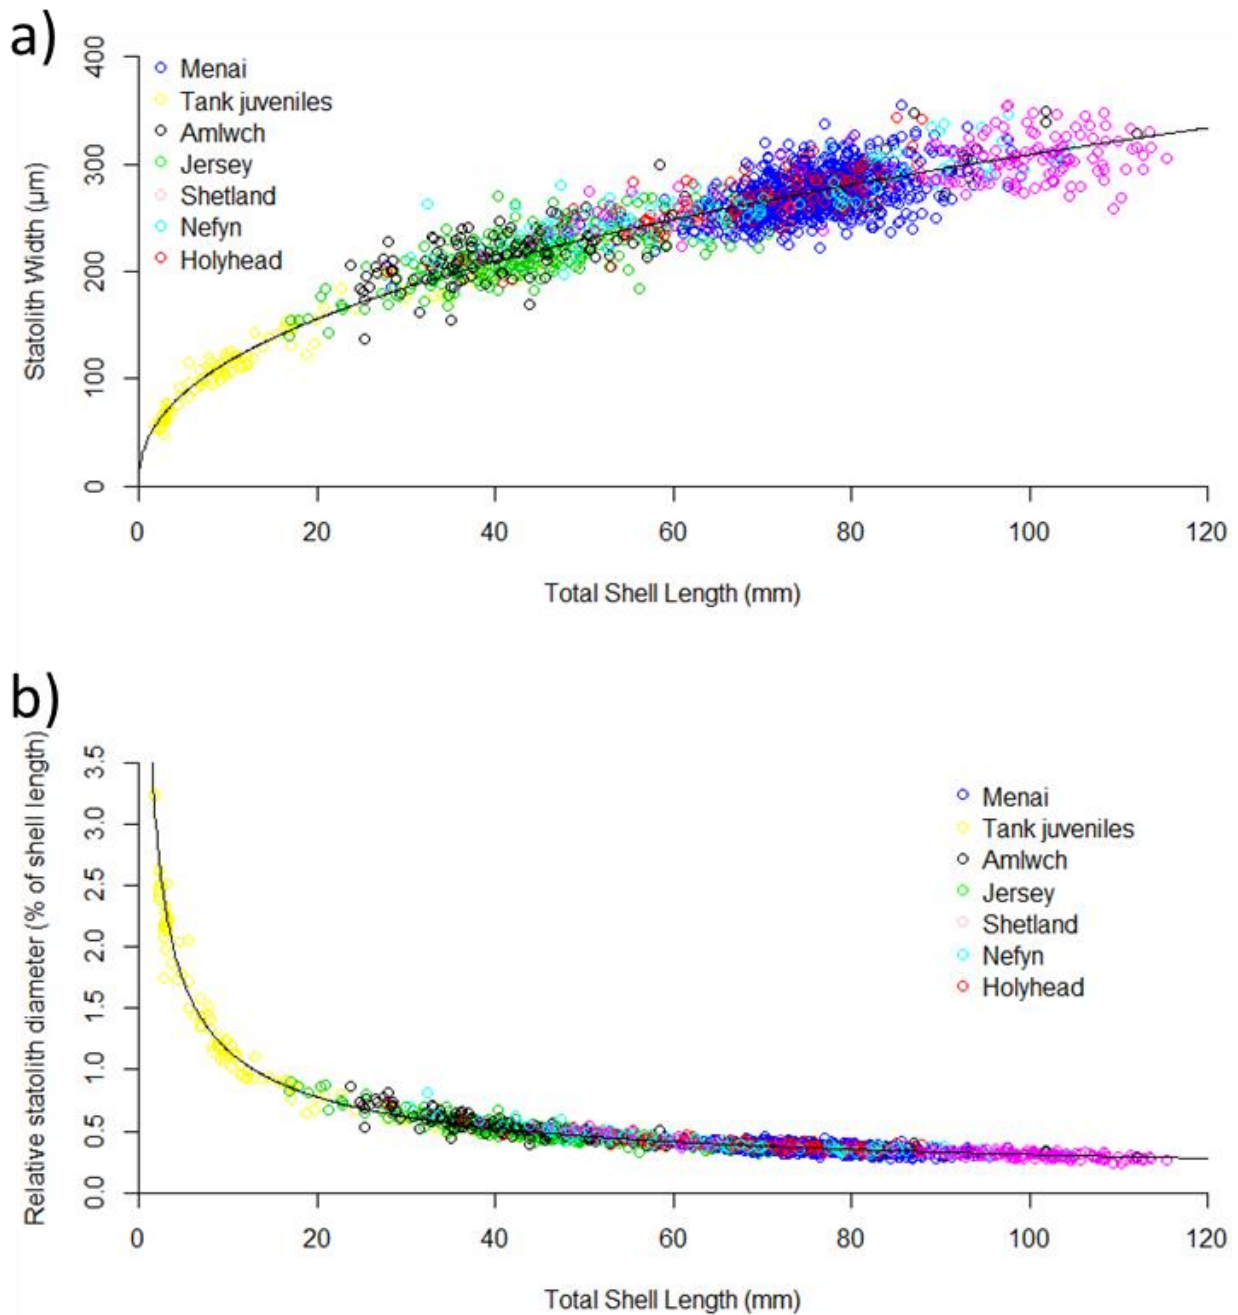 a)
400
300
200
100
0
Statolith Width (µm)
Menai
Tank juveniles
Amlwch
Jersey
Shetland
Nefyn
Holyhead
0 20 40 60 80 100 120
Total Shell Length (mm)
b)
3.5
3.0
2.5
2.0
1.5
1.0
0.5
0.0
Relative statolith diameter (% of shell length)
Menai
Tank juveniles
Amlwch
Jersey
Shetland
Nefyn
Holyhead
0 20 40 60 80 100 120
Total Shell Length (mm)